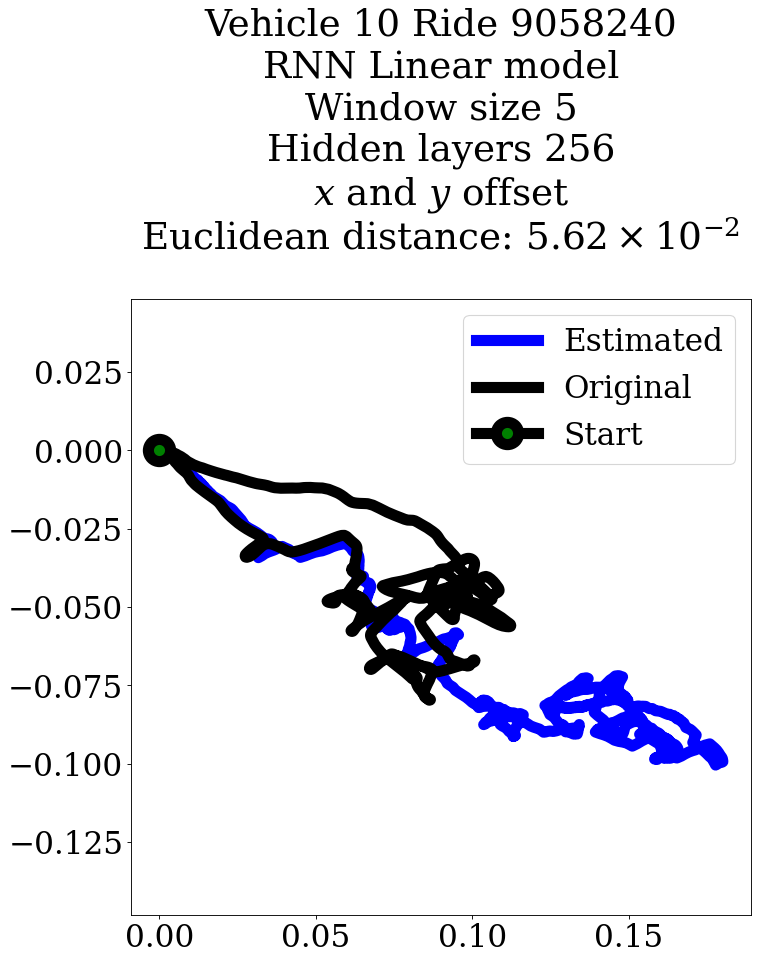 Vehicle 10 Ride 9058240
RNN Linear model
Window size 5
Hidden layers 256
x and y offset
Euclidean distance: 5.62 × 10⁻²
Estimated
Original
Start
0.025
0.000
−0.025
−0.050
−0.075
−0.100
−0.125
0.00 0.05 0.10 0.15